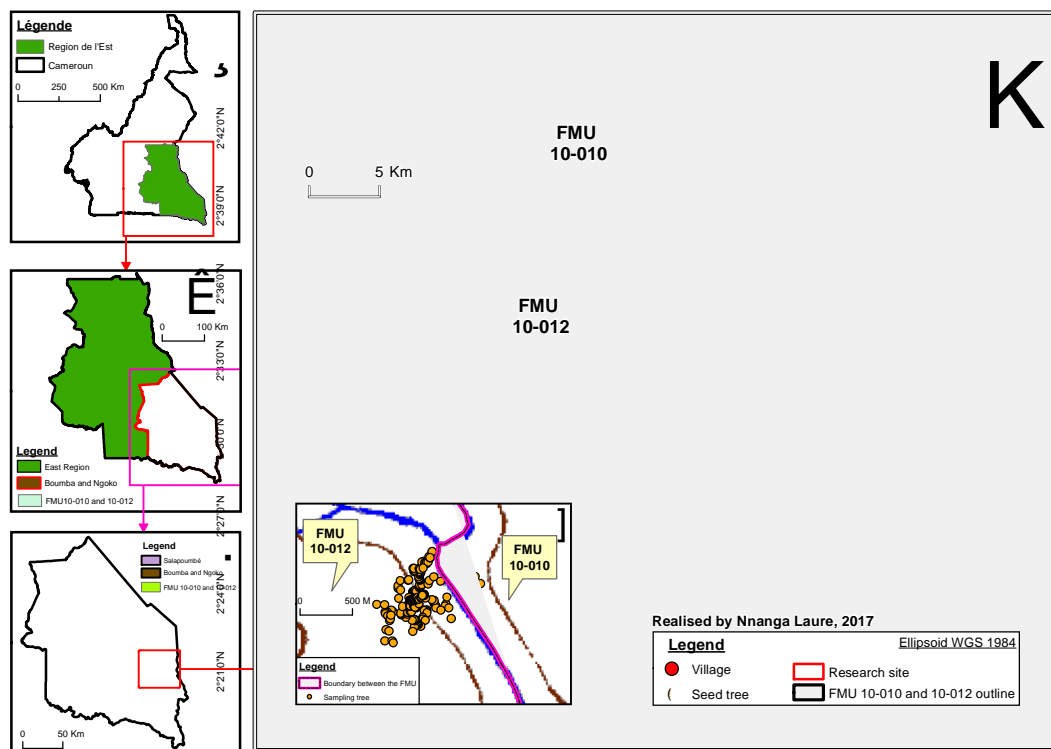 Légende
Region de l'Est
Cameroun
0 250 500 Km
2°42'0"N
2°39'0"N
2°36'0"N
2°33'0"N
2°27'0"N
2°24'0"N
2°21'0"N
Ê
0 100 Km
Legend
East Region
Boumba and Ngoko
FMU10-010 and 10-012
Legend
Salapoumbé
Boumba and Ngoko
FMU 10-010 and
0 50 Km
K
FMU
10-010
0 5 Km
FMU
10-012
]
FMU
10-012
FMU
10-010
0 500 M
Legend
Boundary between the FMU
Sampling tree
Realised by Nnanga Laure, 2017
Legend
Ellipsoid WGS 1984
Village
Research site
Seed tree
FMU 10-010 and 10-012 outline